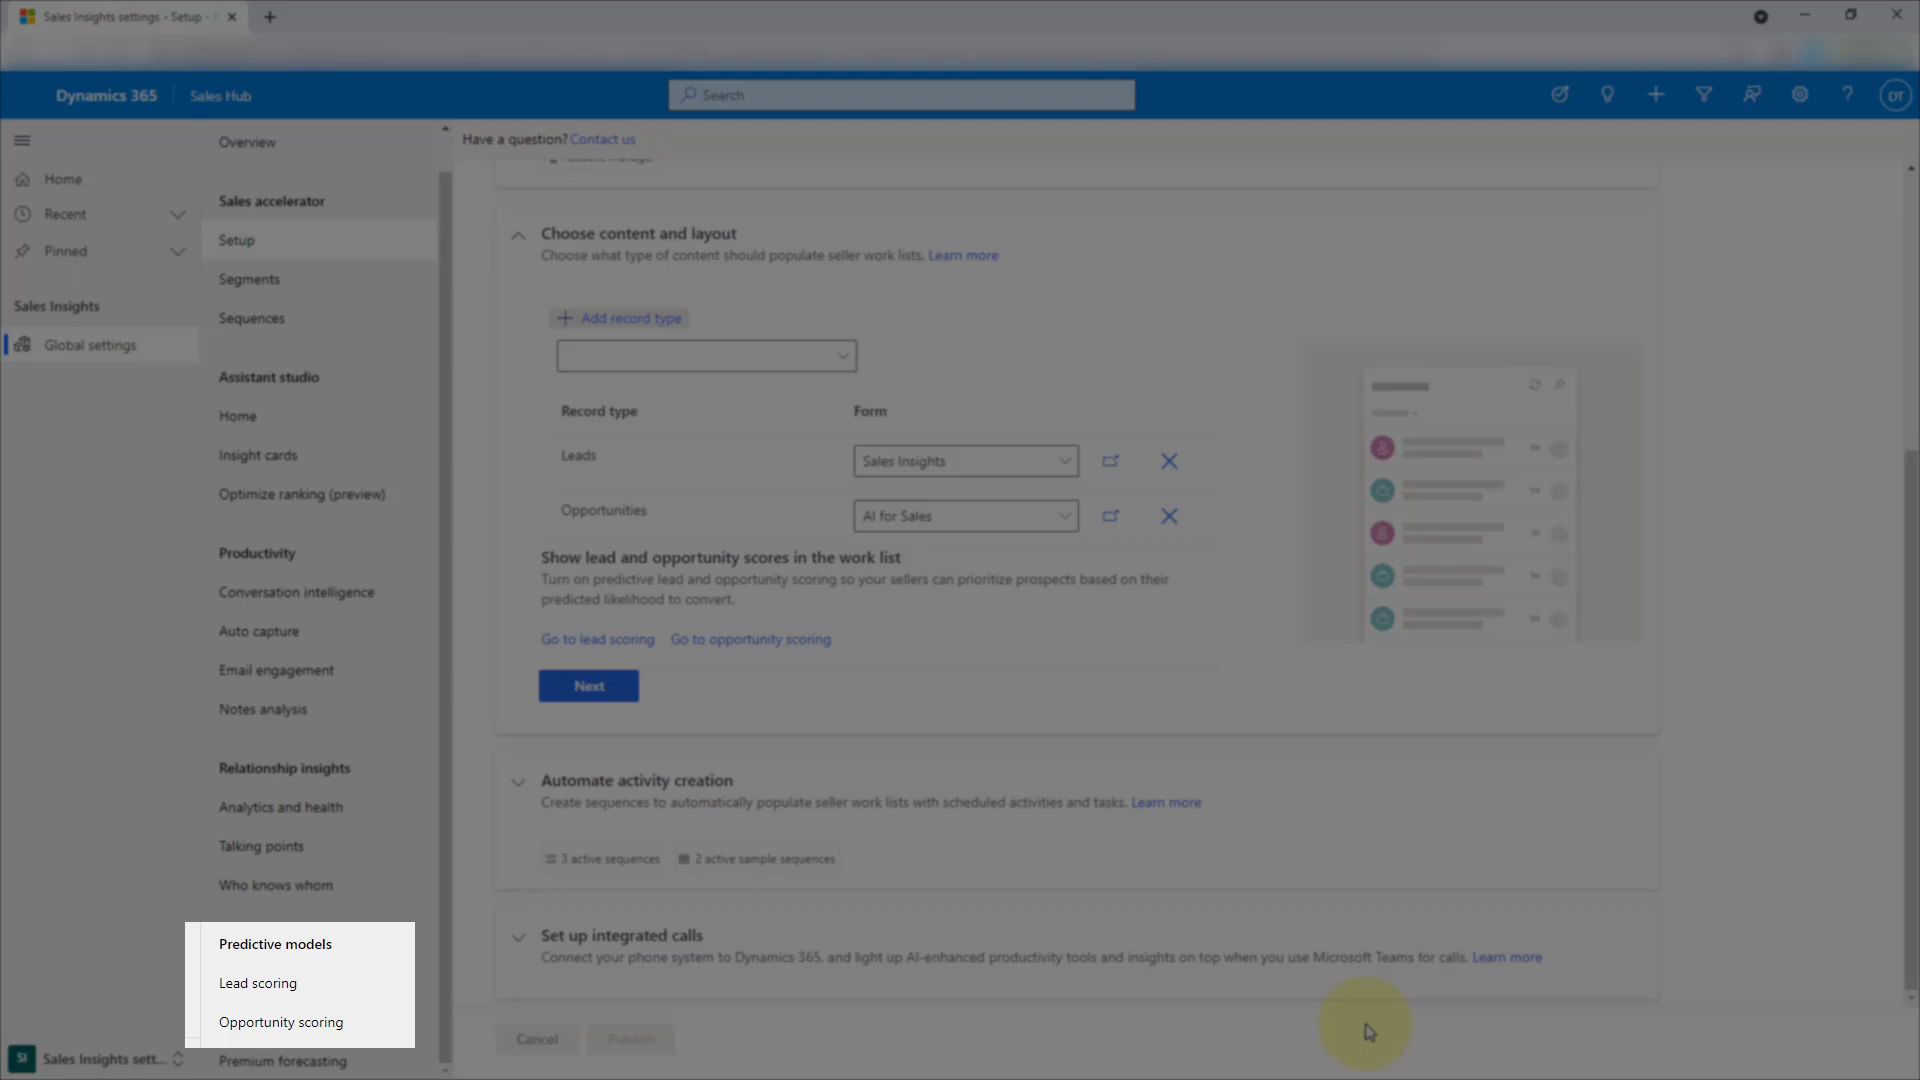 Sales Insights settings - Setup -
Dynamics 365
Sales Hub
Search
DT
Home
Recent
Pinned
Sales Insights
Global settings
SI
Sales Insights sett...
Overview
Sales accelerator
Setup
Segments
Sequences
Assistant studio
Home
Insight cards
Optimize ranking (preview)
Productivity
Conversation intelligence
Auto capture
Email engagement
Notes analysis
Relationship insights
Analytics and health
Talking points
Who knows whom
Predictive models
Lead scoring
Opportunity scoring
Premium forecasting
Have a question? Contact us
Choose content and layout
Choose what type of content should populate seller work lists. Learn more
Add record type
Record type Form
Leads Sales Insights
Opportunities AI for Sales
Show lead and opportunity scores in the work list
Turn on predictive lead and opportunity scoring so your sellers can prioritize prospects based on their
predicted likelihood to convert.
Go to lead scoring Go to opportunity scoring
Next
Automate activity creation
Create sequences to automatically populate seller work lists with scheduled activities and tasks. Learn more
3 active sequences 2 active sample sequences
Set up integrated calls
Connect your phone system to Dynamics 365, and light up AI-enhanced productivity tools and insights on top when you use Microsoft Teams for calls. Learn more
Cancel Publish